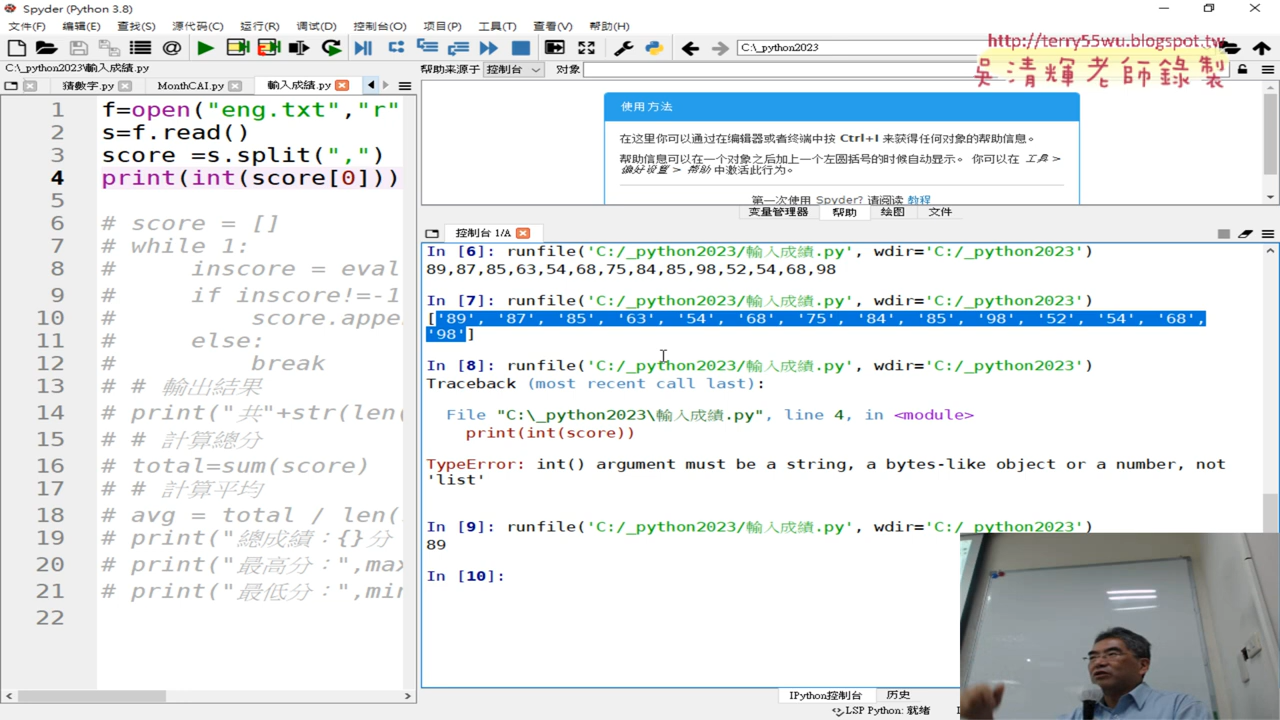 Spyder (Python 3.8)
文件(F) 编辑(E) 查找(S) 源代码(C) 运行(R) 调试(D) 控制台(O) 项目(P) 工具(T) 查看(V) 帮助(H)
C:\_python2023
http://terry55wu.blogspot.tw
吳清輝老師錄製
C:\_python2023\輸入成績.py
帮助来源于 控制台 对象
猜數字.py MonthCAI.py 輸入成績.py
1 f=open("eng.txt","r"
2 s=f.read()
3 score =s.split(",")
4 print(int(score[0]))
5
6 # score = []
7 # while 1:
8 # inscore = eval
9 # if inscore!=-1
10 # score.appe
11 # else:
12 # break
13 # # 輸出結果
14 # print("共"+str(len(
15 # # 計算總分
16 # total=sum(score)
17 # # 計算平均
18 # avg = total / len(
19 # print("總成績：{}分
20 # print("最高分：",max
21 # print("最低分：",min
22
使用方法
在这里你可以通过在编辑器或者终端中按 Ctrl+I 来获得任何对象的帮助信息。
帮助信息可以在一个对象之后加上一个左圆括号的时候自动显示。 你可以在 工具 >
偏好设置 > 帮助 中激活此行为。
第一次使用 Spyder? 请阅读 教程
变量管理器 帮助 绘图 文件
控制台 1/A
In [6]: runfile('C:/_python2023/輸入成績.py', wdir='C:/_python2023')
89,87,85,63,54,68,75,84,85,98,52,54,68,98
In [7]: runfile('C:/_python2023/輸入成績.py', wdir='C:/_python2023')
['89', '87', '85', '63', '54', '68', '75', '84', '85', '98', '52', '54', '68',
'98']
In [8]: runfile('C:/_python2023/輸入成績.py', wdir='C:/_python2023')
Traceback (most recent call last):
File "C:\_python2023\輸入成績.py", line 4, in <module>
print(int(score))
TypeError: int() argument must be a string, a bytes-like object or a number, not
'list'
In [9]: runfile('C:/_python2023/輸入成績.py', wdir='C:/_python2023')
89
In [10]:
IPython控制台 历史
LSP Python: 就绪